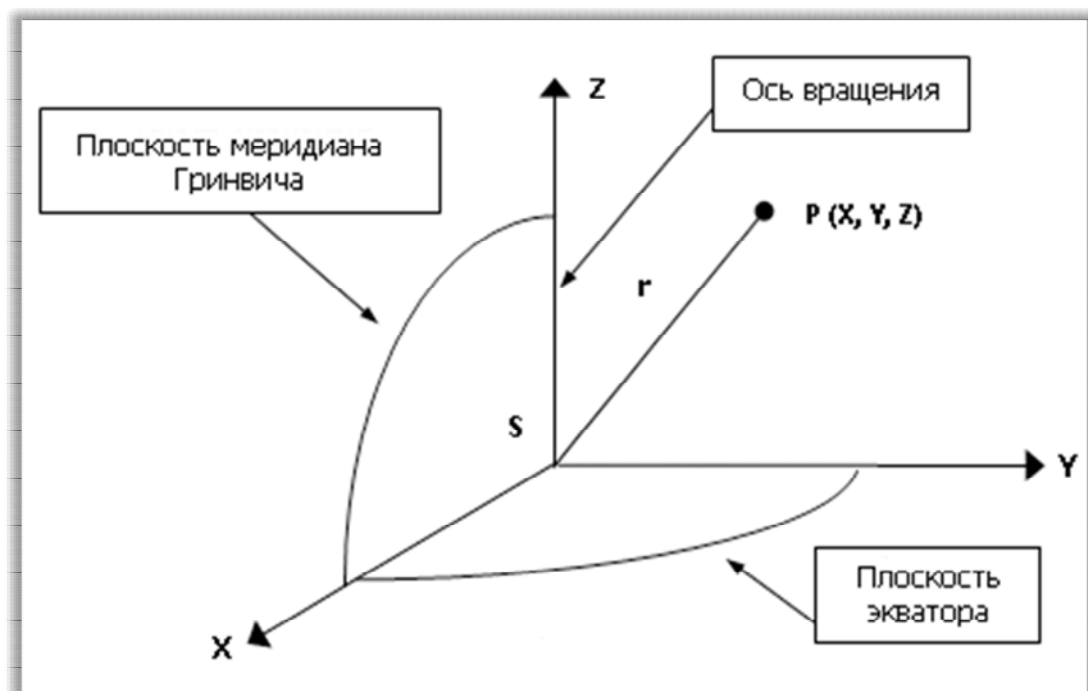 Z
Ось вращения
Плоскость меридиана
Гринвича
P (X, Y, Z)
r
S
Y
Плоскость
экватора
X